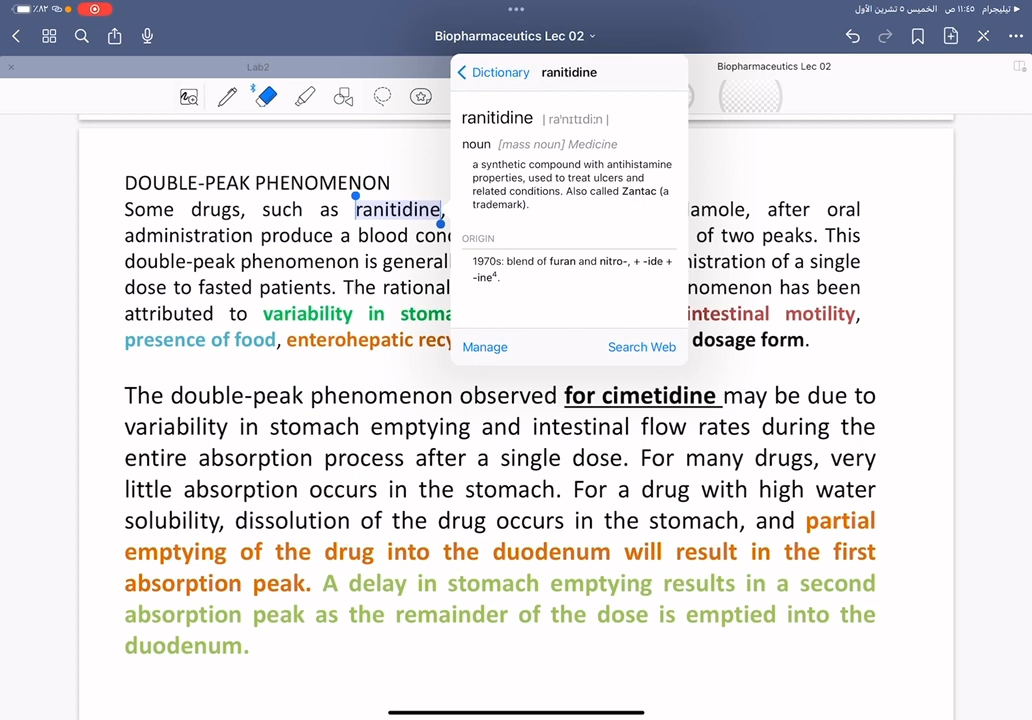 ٪٨٢
الخميس ٥ تشرين الأول ١١:٤٥ ص تيليجرام
Biopharmaceutics Lec 02
Lab2
Biopharmaceutics Lec 02
Dictionary ranitidine
ranitidine | raˈnɪtɪdiːn |
noun [mass noun] Medicine
a synthetic compound with antihistamine
properties, used to treat ulcers and
related conditions. Also called Zantac (a
trademark).
ORIGIN
1970s: blend of furan and nitro-, + -ide +
-ine⁴.
Manage Search Web
DOUBLE-PEAK PHENOMENON
Some drugs, such as ranitidine, amole, after oral
administration produce a blood conc of two peaks. This
double-peak phenomenon is generall nistration of a single
dose to fasted patients. The rational nomenon has been
attributed to variability in stoma intestinal motility,
presence of food, enterohepatic recy dosage form.
The double-peak phenomenon observed for cimetidine may be due to
variability in stomach emptying and intestinal flow rates during the
entire absorption process after a single dose. For many drugs, very
little absorption occurs in the stomach. For a drug with high water
solubility, dissolution of the drug occurs in the stomach, and partial
emptying of the drug into the duodenum will result in the first
absorption peak. A delay in stomach emptying results in a second
absorption peak as the remainder of the dose is emptied into the
duodenum.